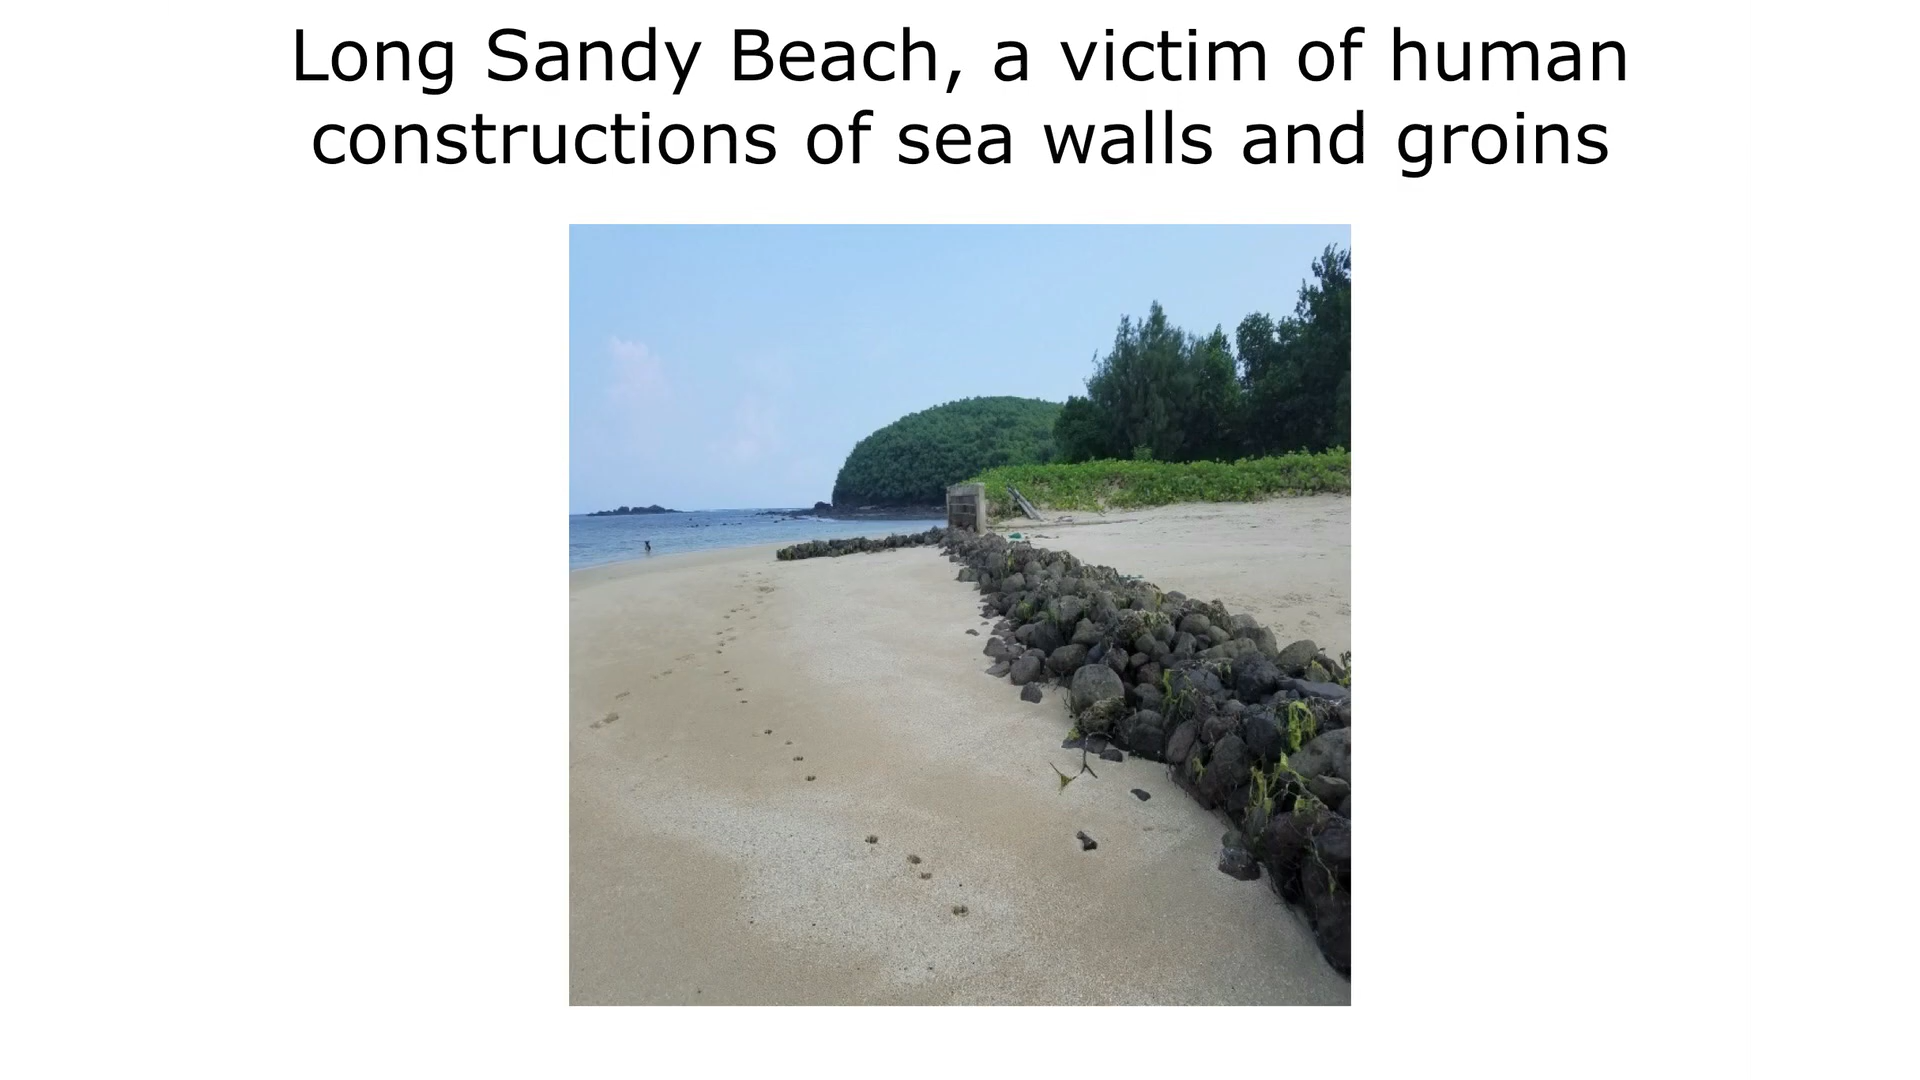 Long Sandy Beach, a victim of human
constructions of sea walls and groins